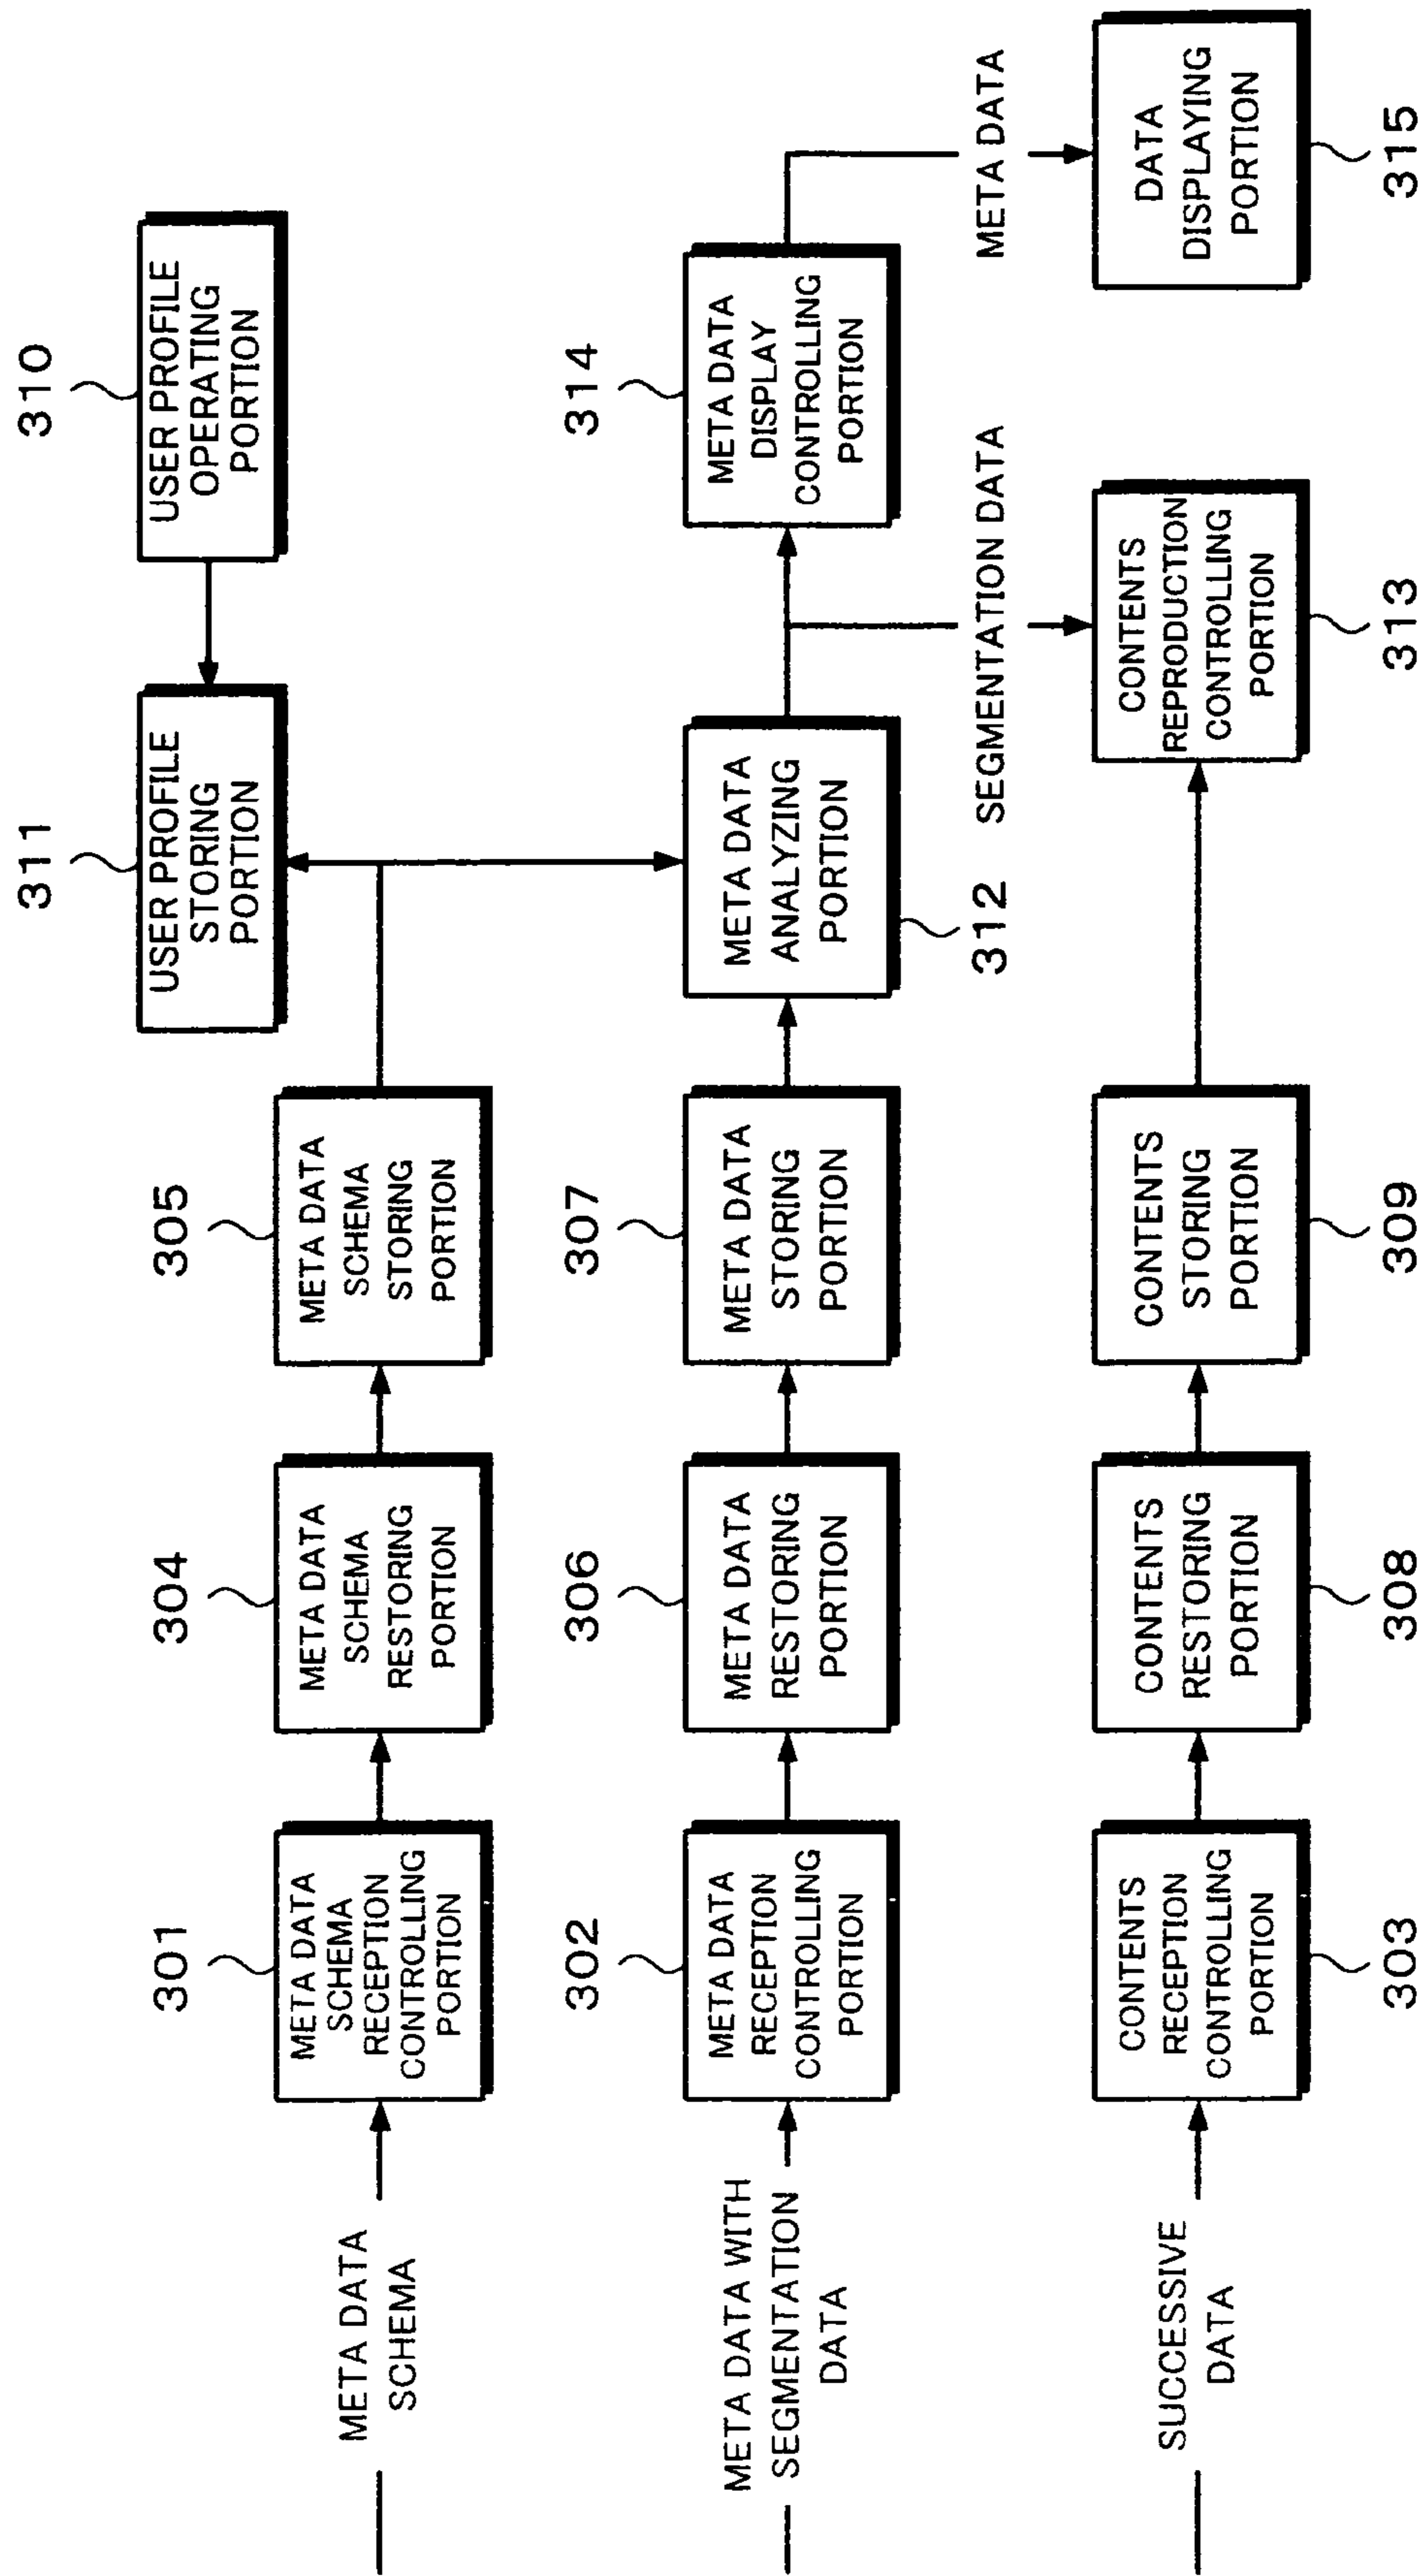 310
USER PROFILE
OPERATING
PORTION
311
USER PROFILE
STORING
PORTION
META DATA
SCHEMA
301
META DATA
SCHEMA
RECEPTION
CONTROLLING
PORTION
304
META DATA
SCHEMA
RESTORING
PORTION
305
META DATA
SCHEMA
STORING
PORTION
META DATA WITH
SEGMENTATION
DATA
302
META DATA
RECEPTION
CONTROLLING
PORTION
306
META DATA
RESTORING
PORTION
307
META DATA
STORING
PORTION
META DATA
ANALYZING
PORTION
312
314
META DATA
DISPLAY
CONTROLLING
PORTION
SEGMENTATION DATA
META DATA
SUCCESSIVE
DATA
CONTENTS
RECEPTION
CONTROLLING
PORTION
303
CONTENTS
RESTORING
PORTION
308
CONTENTS
STORING
PORTION
309
CONTENTS
REPRODUCTION
CONTROLLING
PORTION
313
DATA
DISPLAYING
PORTION
315